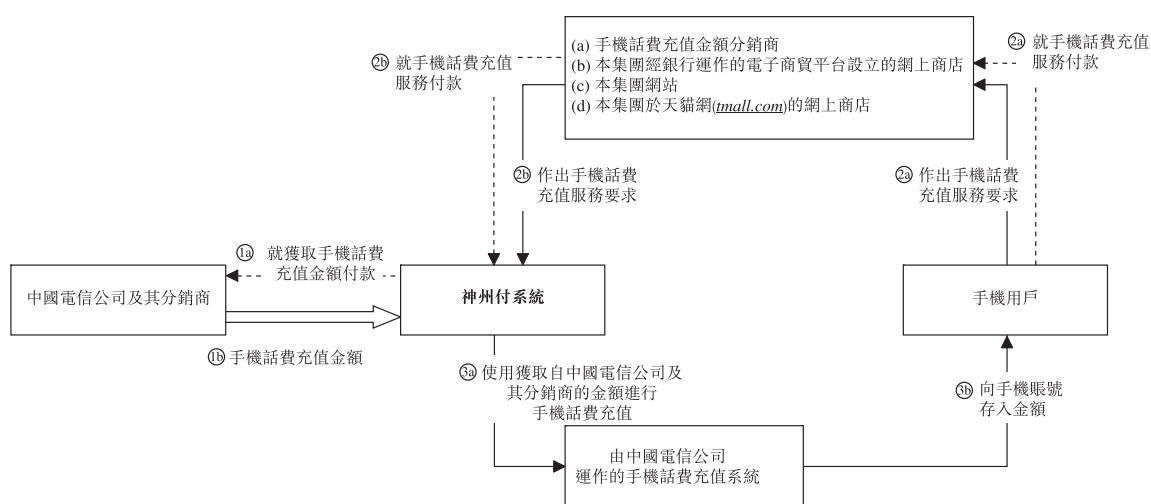 (a) 手機話費充值金額分銷商
(b) 本集團經銀行運作的電子商貿平台設立的網上商店
(c) 本集團網站
(d) 本集團於天貓網(tmall.com)的網上商店
2b 就手機話費充值
服務付款
2a 就手機話費充值
服務付款
2b 作出手機話費
充值服務要求
2a 作出手機話費
充值服務要求
1a 就獲取手機話費
充值金額付款
中國電信公司及其分銷商
神州付系統
手機用戶
1b 手機話費充值金額
3a 使用獲取自中國電信公司及
其分銷商的金額進行
手機話費充值
3b 向手機賬號
存入金額
由中國電信公司
運作的手機話費充值系統